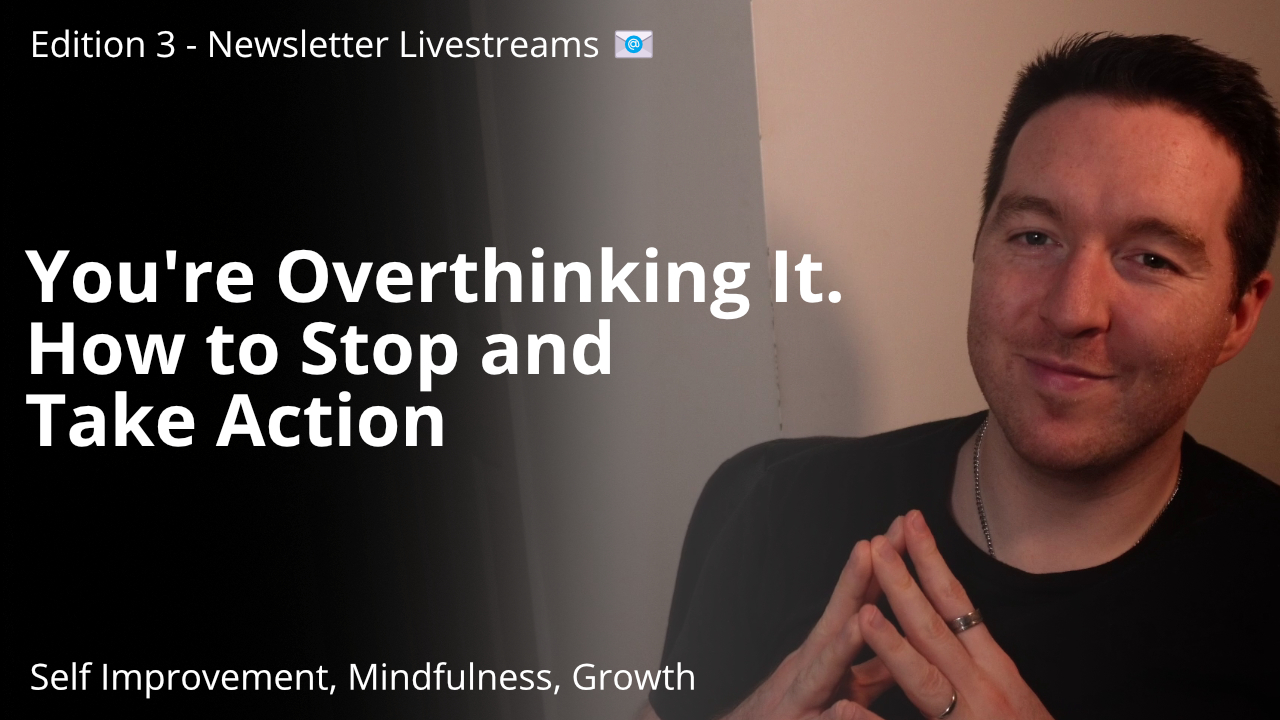 Edition 3 - Newsletter Livestreams 📧
You're Overthinking It.
How to Stop and
Take Action
Self Improvement, Mindfulness, Growth